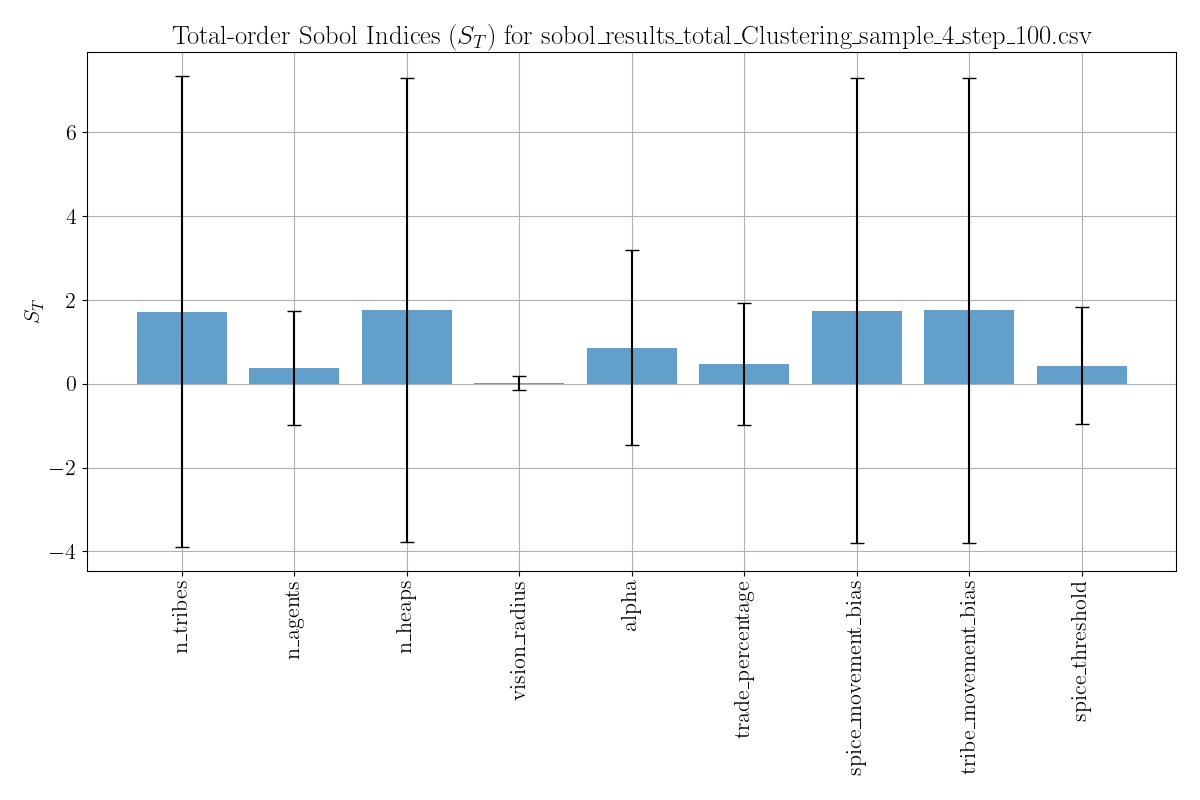 Total-order Sobol Indices (S_T) for sobol_results_total_Clustering_sample_4_step_100.csv
6
4
2
0
−2
−4
S_T
n_tribes
n_agents
n_heaps
vision_radius
alpha
trade_percentage
spice_movement_bias
tribe_movement_bias
spice_threshold